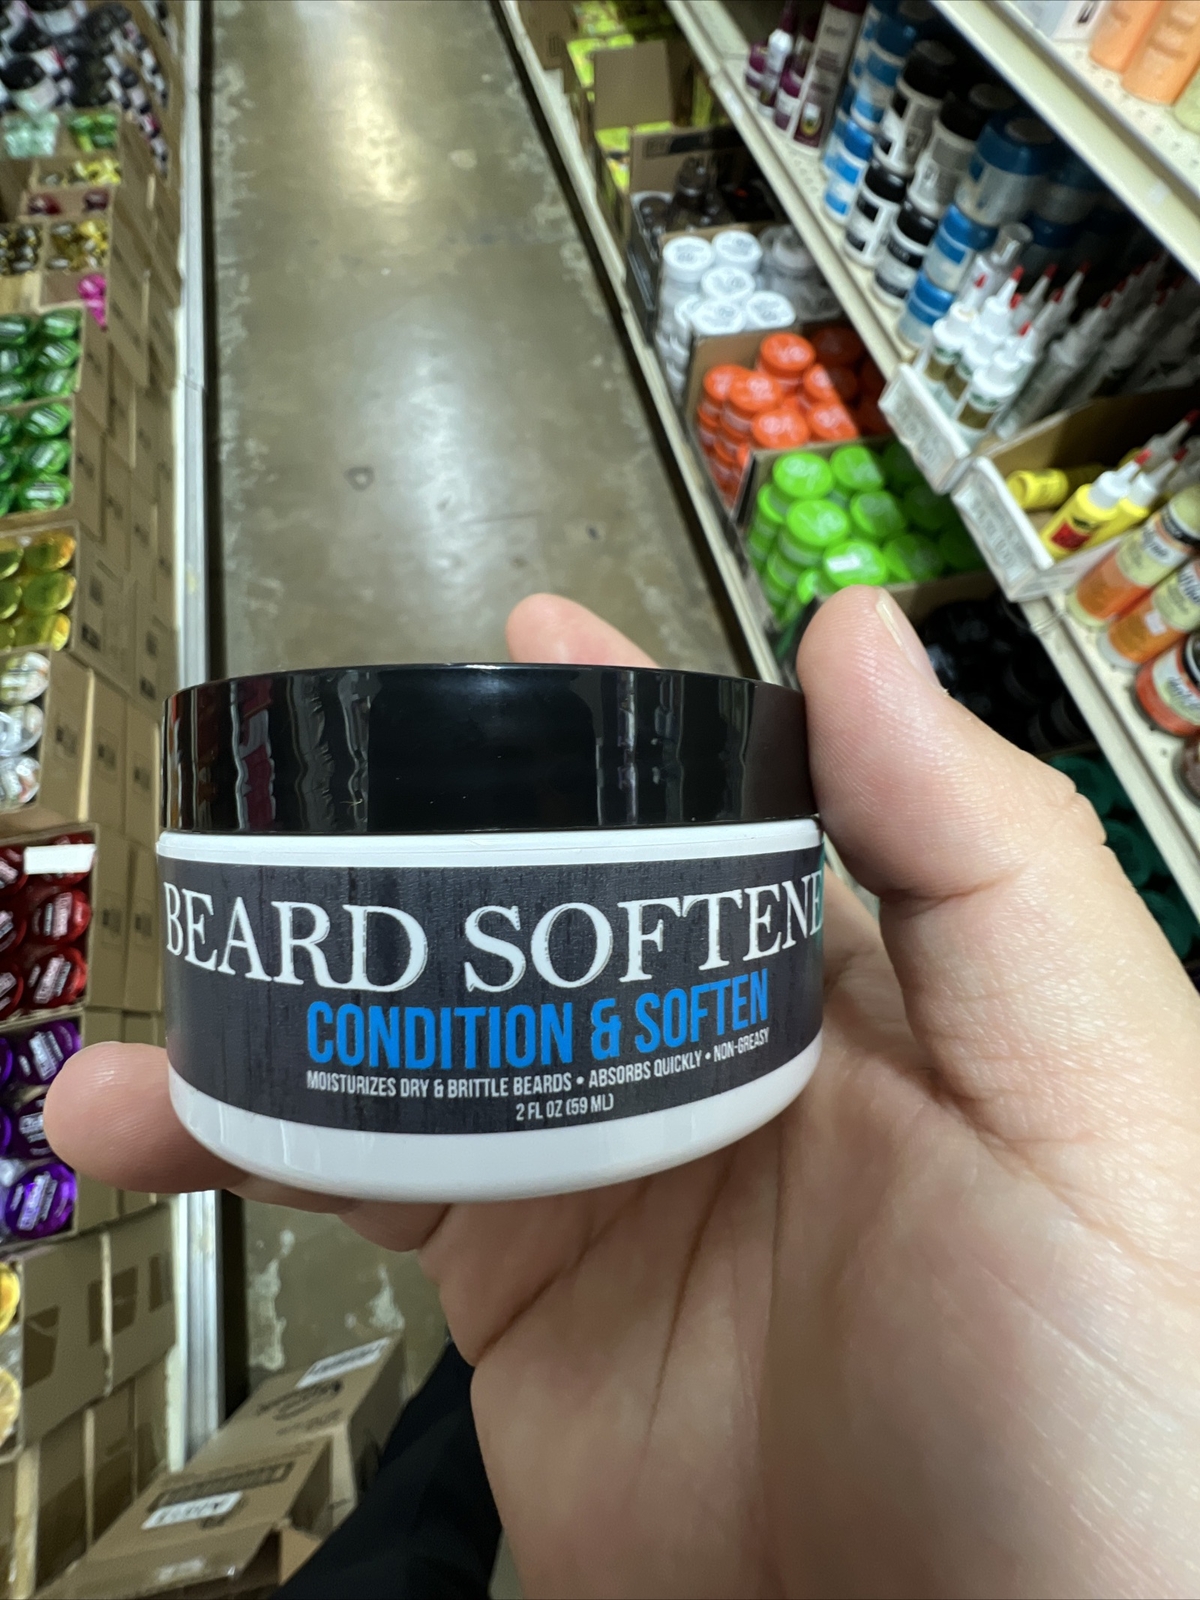 BEARD SOFTENE
CONDITION & SOFTEN
MOISTURIZES DRY & BRITTLE BEARDS • ABSORBS QUICKLY • NON-GREASY
2 FL OZ (59 ML)